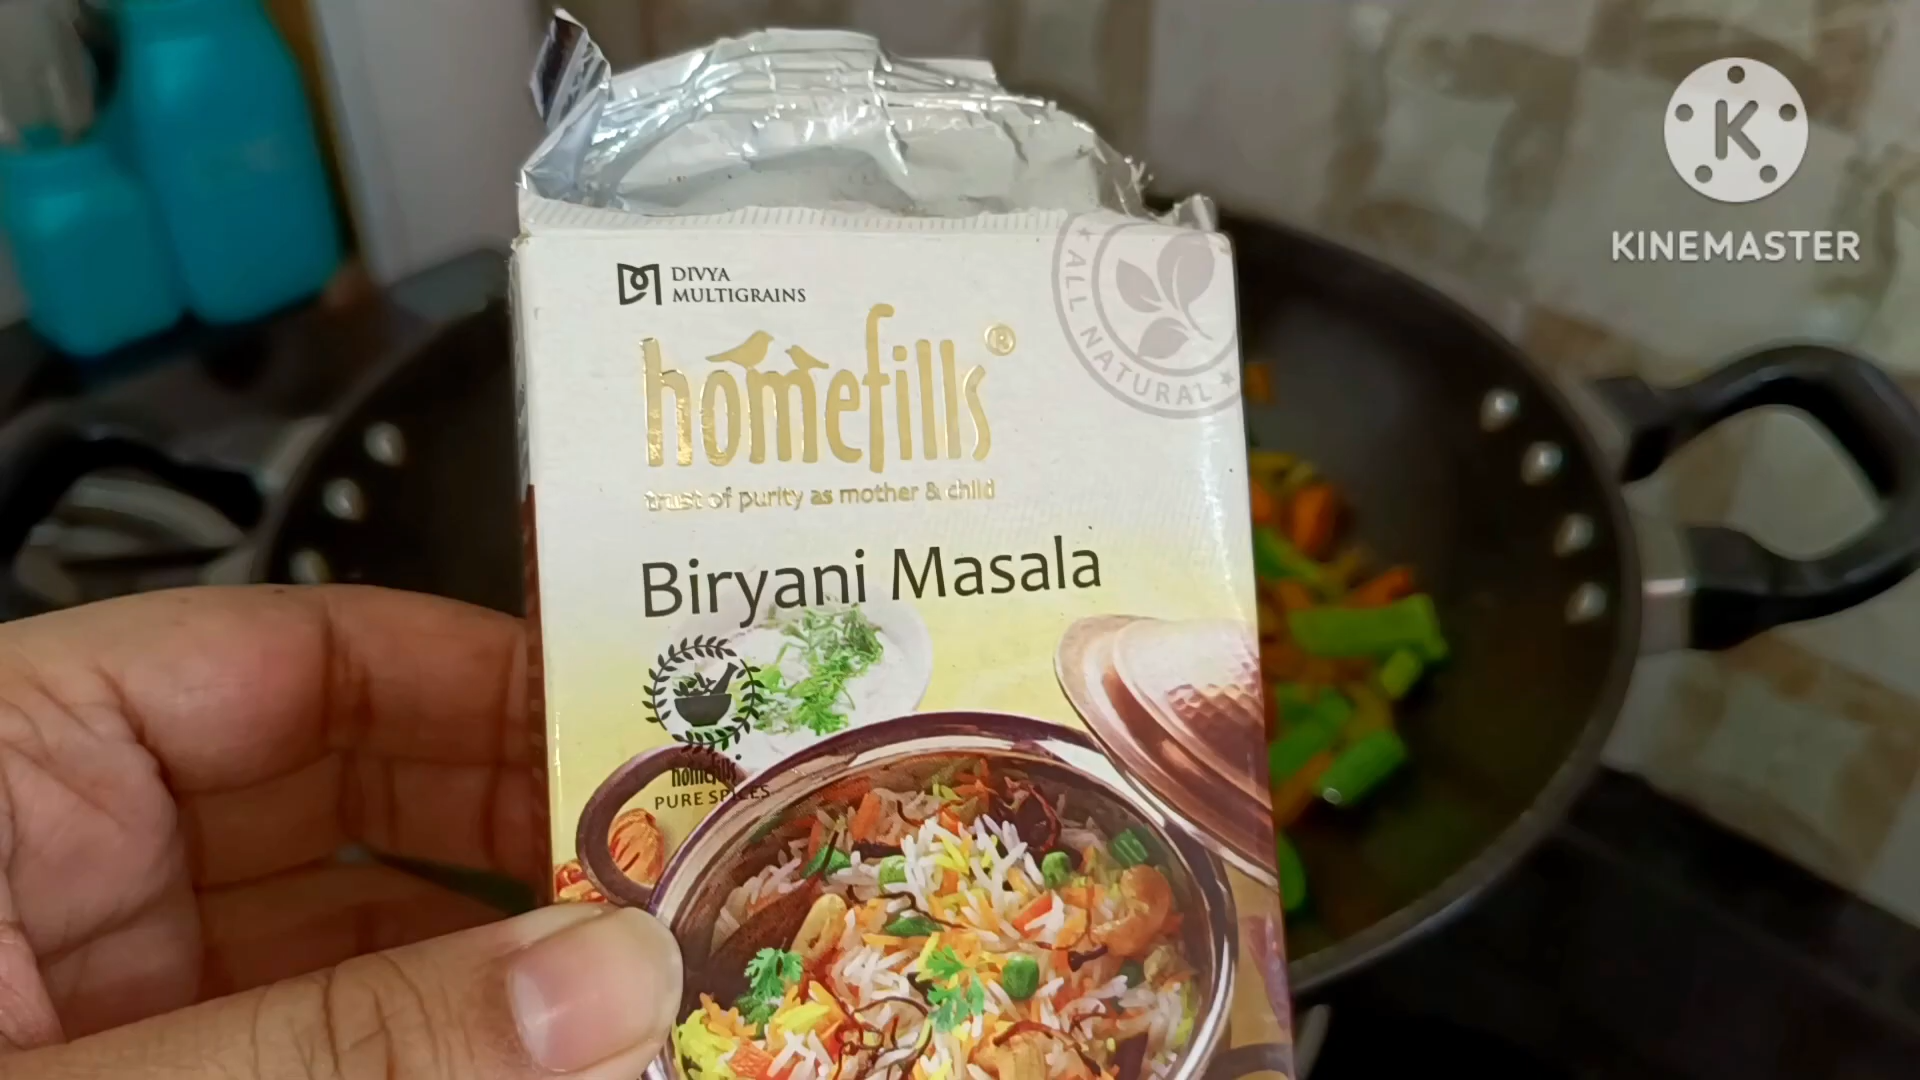 DIVYA
MULTIGRAINS
homefills®
trust of purity as mother & child
ALL NATURAL
Biryani Masala
homefills
PURE SPICES
K
KINEMASTER